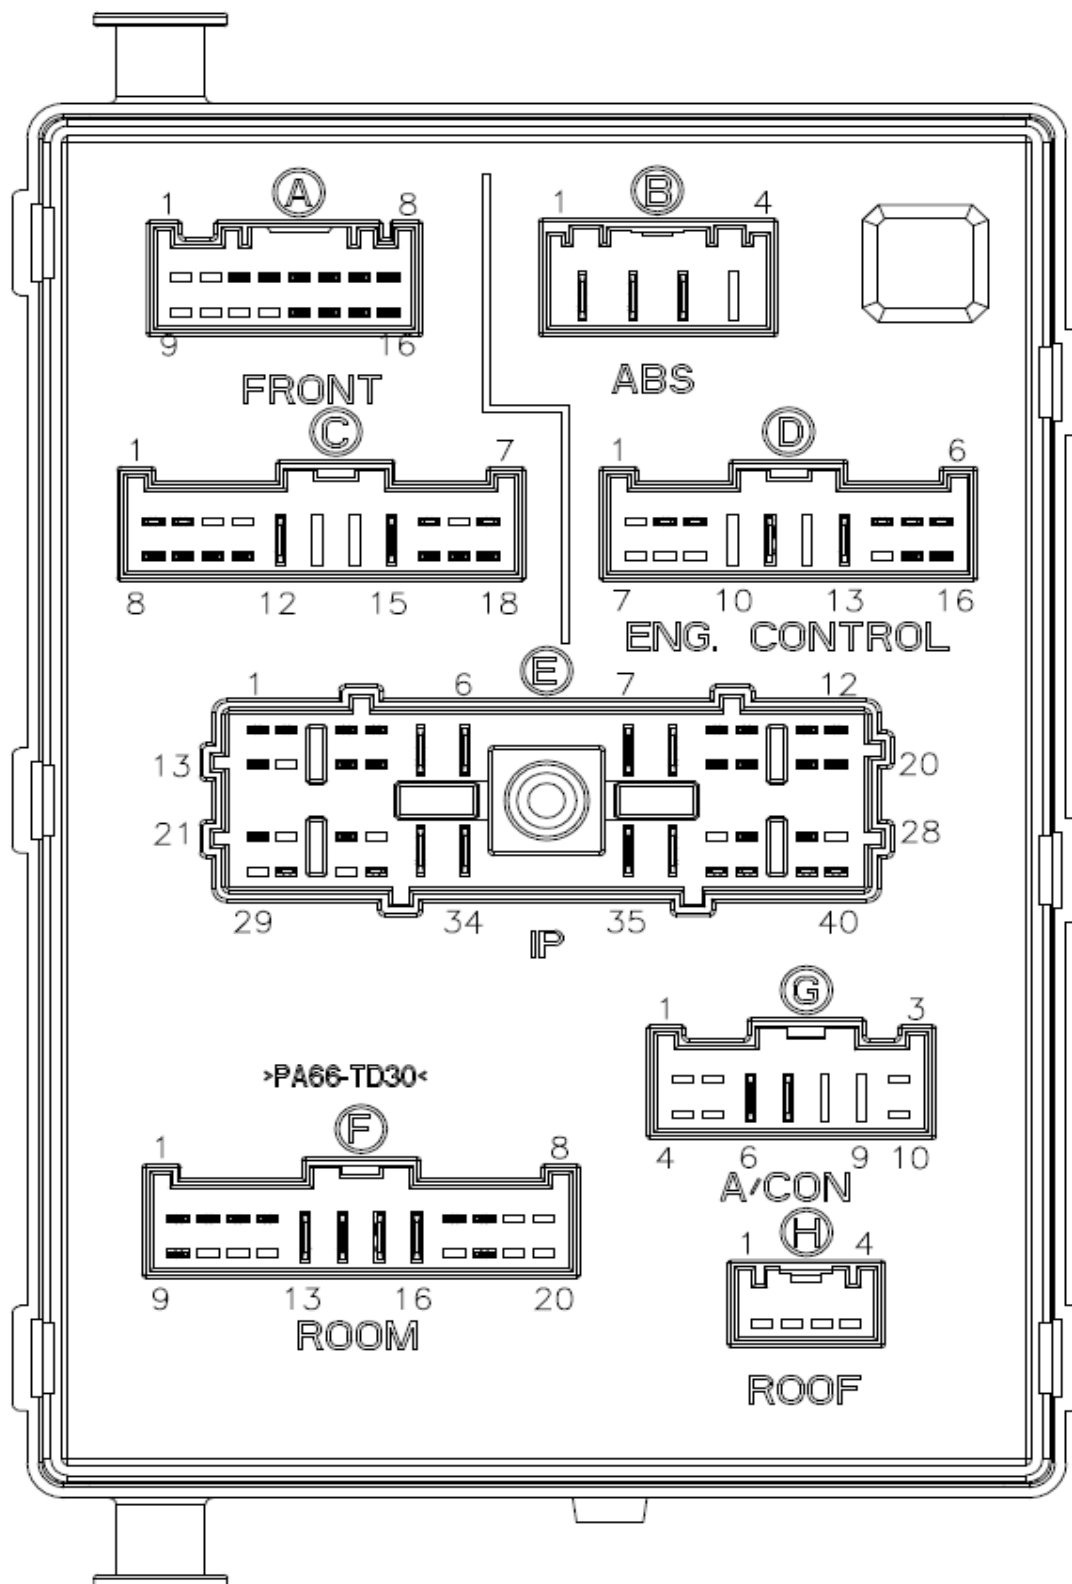 A
B
1 8
1 4
9 16
FRONT
ABS
C
D
1 7
1 6
8 12 15 18
7 10 13 16
ENG. CONTROL
E
1 6 7 12
13 20
21 28
29 34 35 40
IP
G
1 3
>PA66-TD30<
F
1 8
4 6 9 10
A/CON
H
1 4
9 13 16 20
ROOM
ROOF